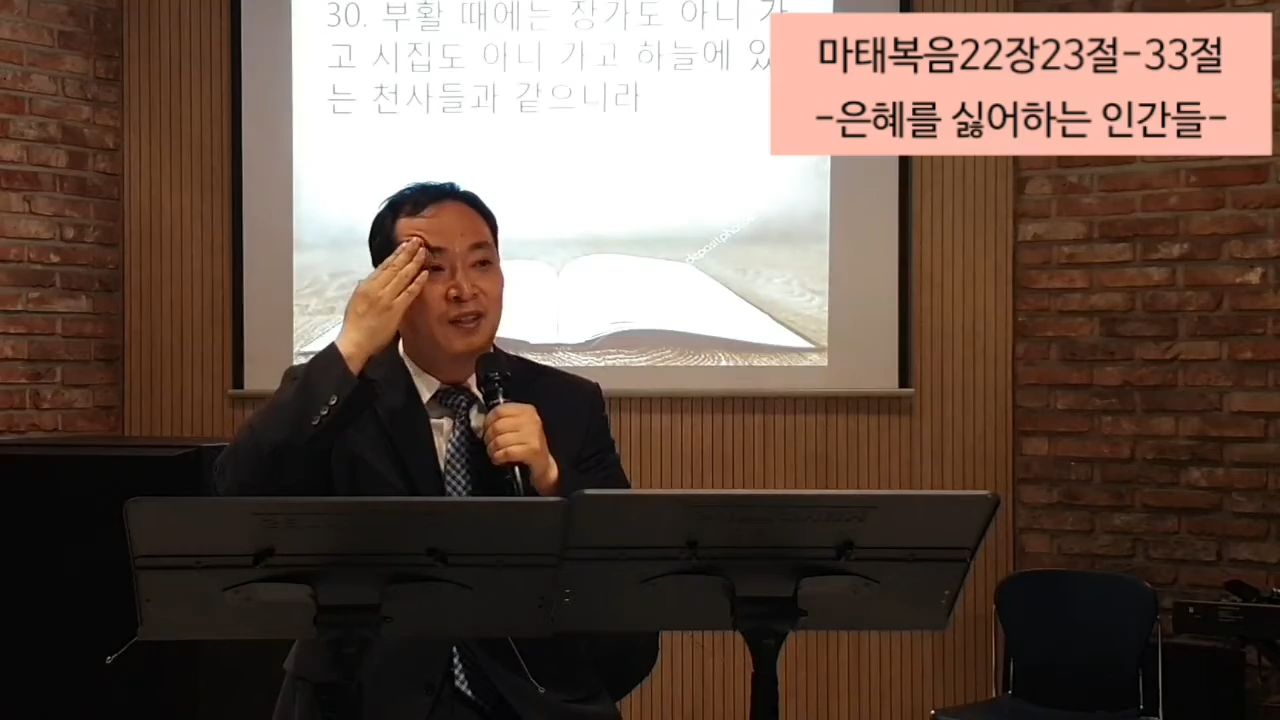 30. 부활 때에는 장가도 아니 가
고 시집도 아니 가고 하늘에 있
는 천사들과 같으니라
마태복음22장23절-33절
-은혜를 싫어하는 인간들-